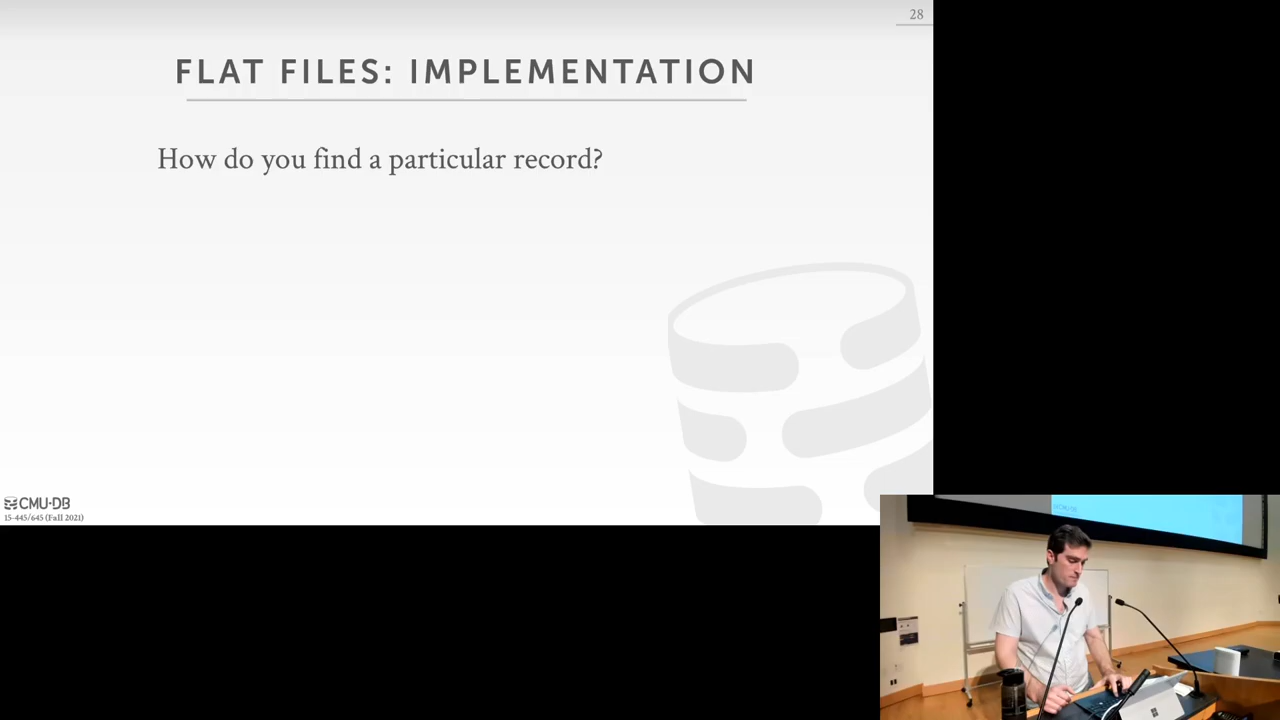 28
FLAT FILES: IMPLEMENTATION
How do you find a particular record?
CMU·DB
15-445/645 (Fall 2021)